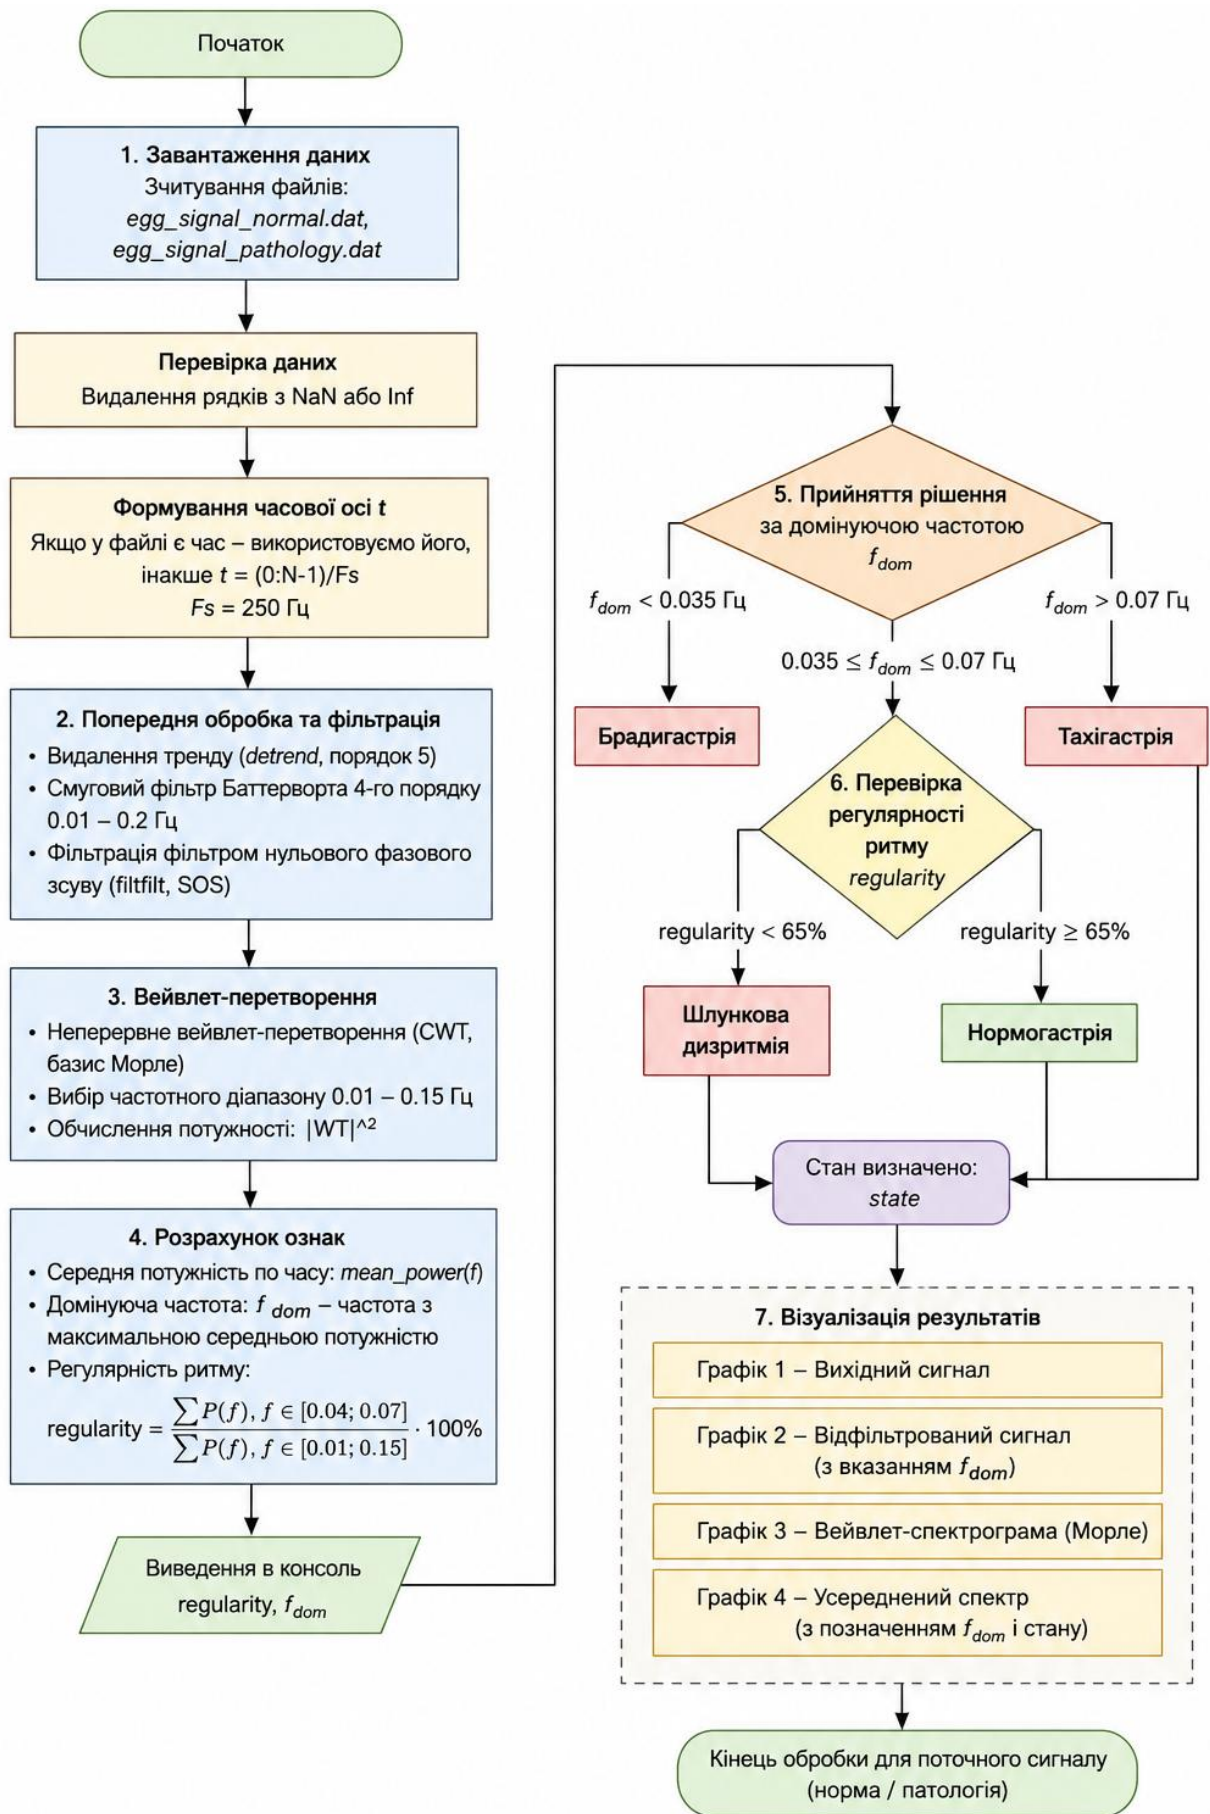 Початок
1. Завантаження даних
Зчитування файлів:
egg_signal_normal.dat,
egg_signal_pathology.dat
Перевірка даних
Видалення рядків з NaN або Inf
Формування часової осі t
Якщо у файлі є час – використовуємо його,
інакше t = (0:N-1)/Fs
Fs = 250 Гц
2. Попередня обробка та фільтрація
• Видалення тренду (detrend, порядок 5)
• Смуговий фільтр Баттерворта 4-го порядку
0.01 – 0.2 Гц
• Фільтрація фільтром нульового фазового
зсуву (filtfilt, SOS)
3. Вейвлет-перетворення
• Неперервне вейвлет-перетворення (CWT,
базис Морле)
• Вибір частотного діапазону 0.01 – 0.15 Гц
• Обчислення потужності: |WT|^2
4. Розрахунок ознак
• Середня потужність по часу: mean_power(f)
• Домінуюча частота: f dom – частота з
максимальною середньою потужністю
• Регулярність ритму:
regularity = ∑ P(f), f ∈ [0.04; 0.07] / ∑ P(f), f ∈ [0.01; 0.15] · 100%
Виведення в консоль
regularity, f dom
5. Прийняття рішення
за домінуючою частотою
f dom
f dom < 0.035 Гц
f dom > 0.07 Гц
0.035 ≤ f dom ≤ 0.07 Гц
Брадигастрія
Тахігастрія
6. Перевірка
регулярності
ритму
regularity
regularity < 65%
regularity ≥ 65%
Шлункова
дизритмія
Нормогастрія
Стан визначено:
state
7. Візуалізація результатів
Графік 1 – Вихідний сигнал
Графік 2 – Відфільтрований сигнал
(з вказанням f dom)
Графік 3 – Вейвлет-спектрограма (Морле)
Графік 4 – Усереднений спектр
(з позначенням f dom і стану)
Кінець обробки для поточного сигналу
(норма / патологія)